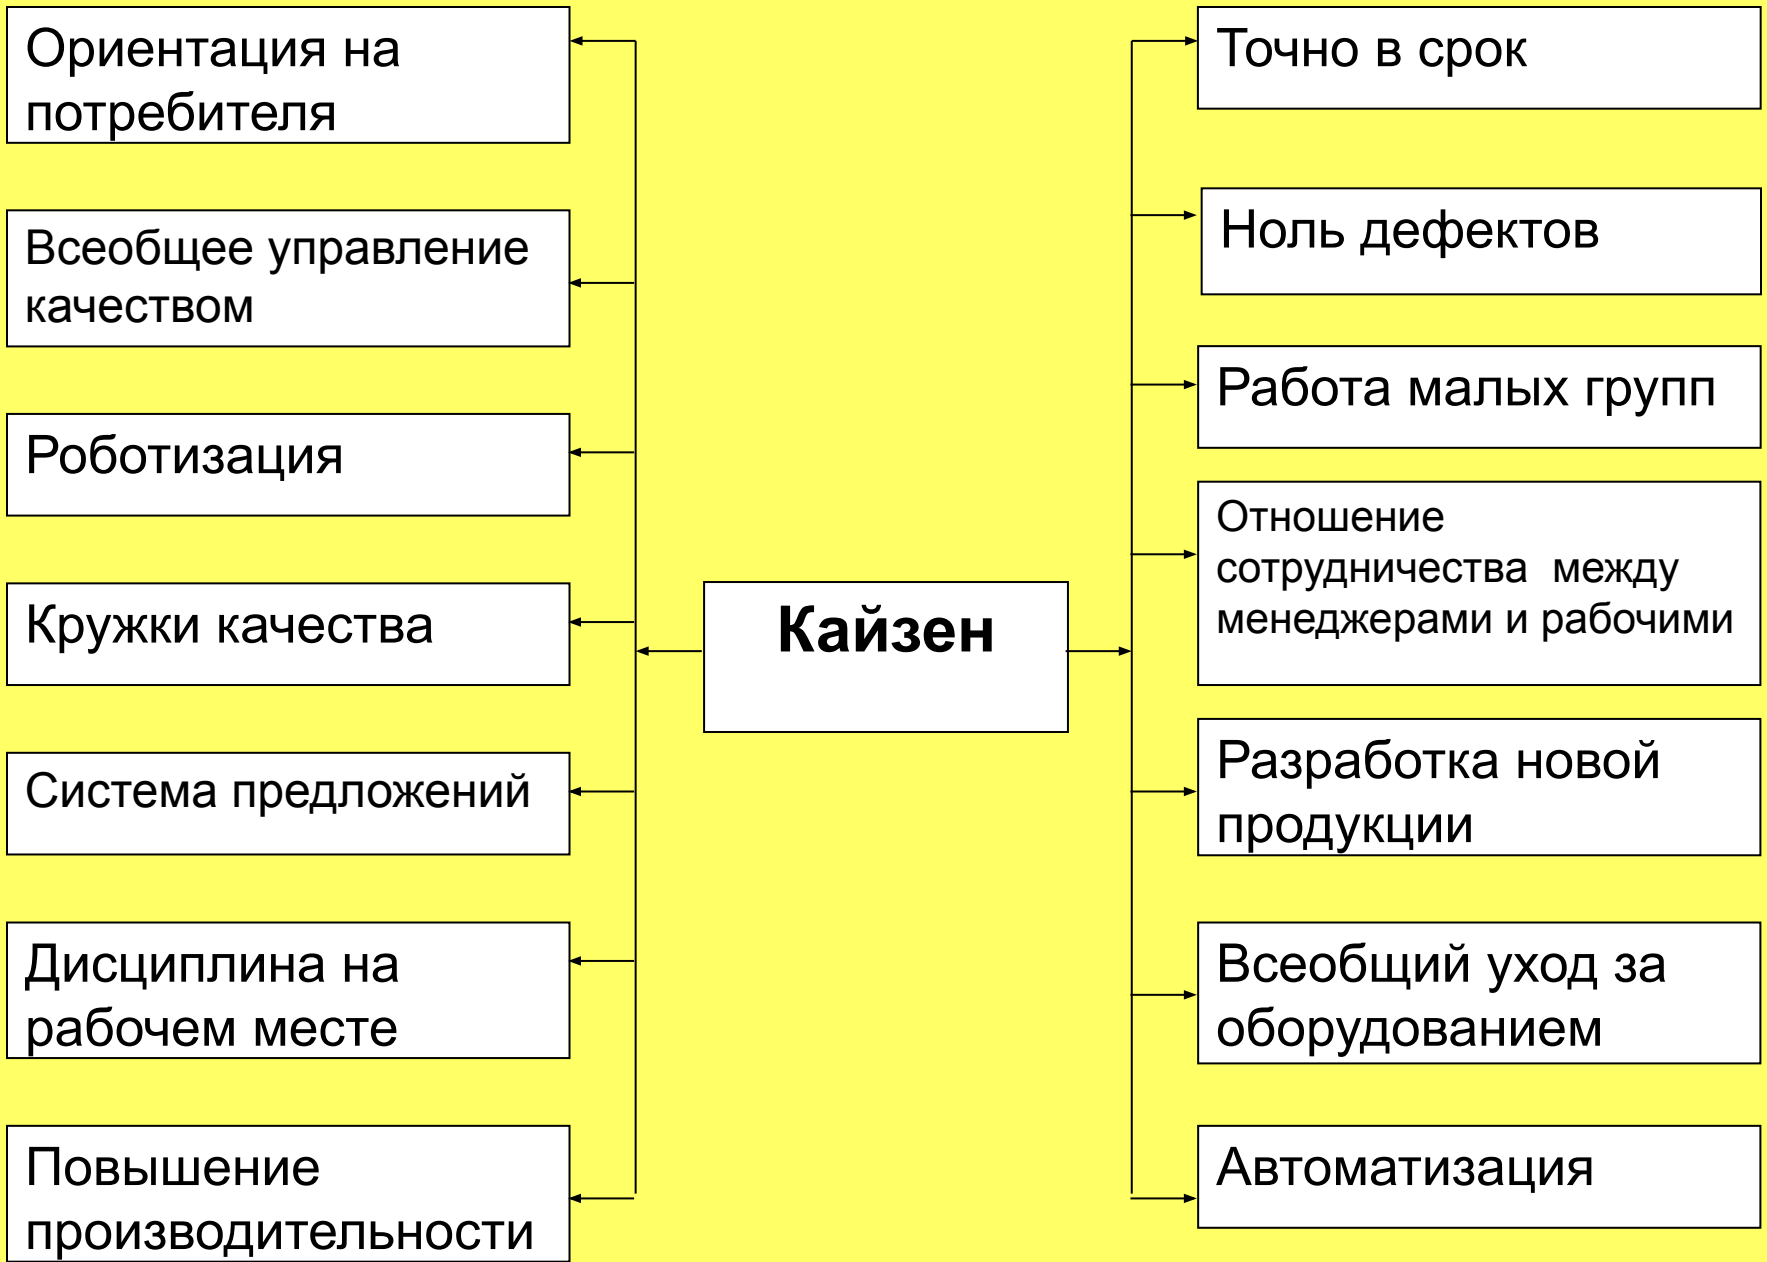 Ориентация на
потребителя
Всеобщее управление
качеством
Роботизация
Кружки качества
Система предложений
Дисциплина на
рабочем месте
Повышение
производительности
Кайзен
Точно в срок
Ноль дефектов
Работа малых групп
Отношение
сотрудничества между
менеджерами и рабочими
Разработка новой
продукции
Всеобщий уход за
оборудованием
Автоматизация